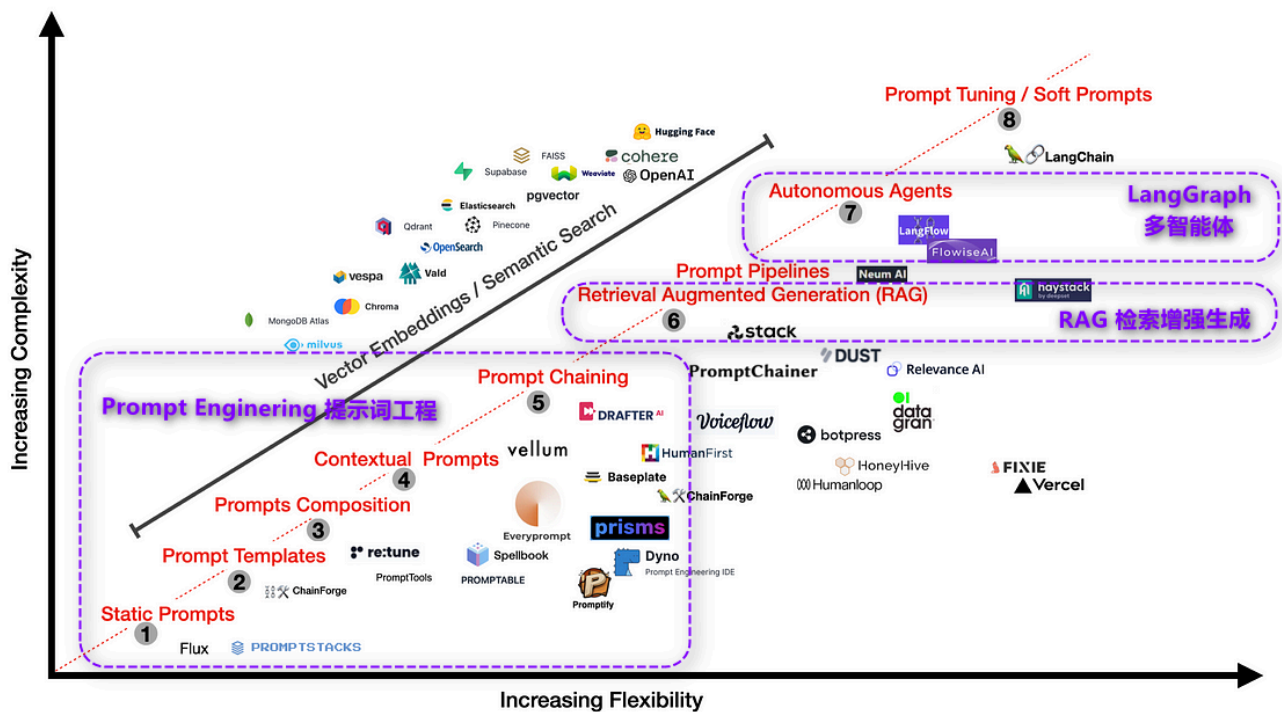 Increasing Complexity
Prompt Tuning / Soft Prompts
8
LangChain
Hugging Face
FAISS
cohere
Supabase
Weaviate
OpenAI
pgvector
Elasticsearch
Qdrant
Pinecone
OpenSearch
vespa
Vald
Chroma
MongoDB Atlas
milvus
Vector Embeddings / Semantic Search
Autonomous Agents
7
LangGraph
多智能体
LangFlow
FlowiseAI
Prompt Pipelines
Neum AI
haystack
by deepset
Retrieval Augmented Generation (RAG)
6
RAG 检索增强生成
stack
DUST
PromptChainer
Relevance AI
Prompt Chaining
5
Prompt Enginering 提示词工程
DRAFTER AI
Voiceflow
data
gran
botpress
vellum
HumanFirst
Contextual Prompts
4
Baseplate
HoneyHive
FIXIE
Humanloop
Vercel
ChainForge
Prompts Composition
3
Everyprompt
prisms
Prompt Templates
2
re:tune
PromptTools
Spellbook
PROMPTABLE
Dyno
Prompt Engineering IDE
ChainForge
Promptify
Static Prompts
1
Flux
PROMPTSTACKS
Increasing Flexibility